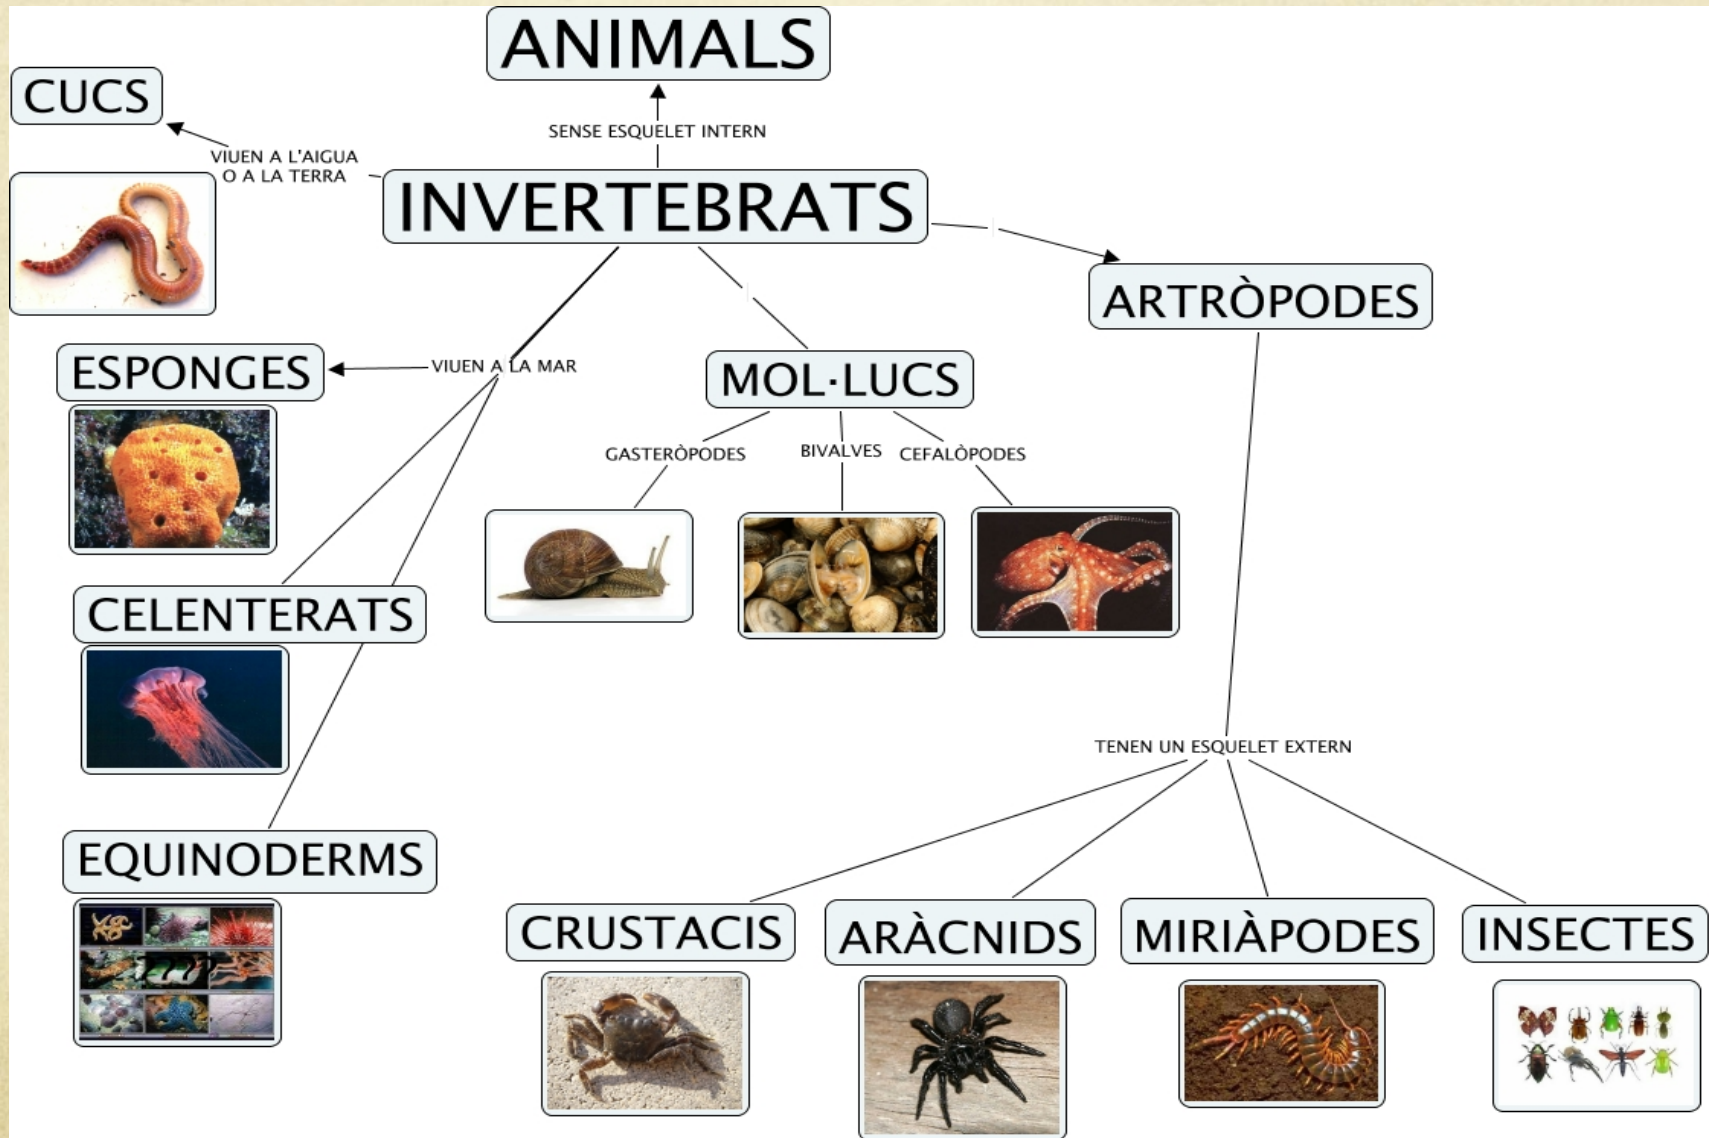 ANIMALS
CUCS
SENSE ESQUELET INTERN
VIUEN A L'AIGUA
O A LA TERRA
INVERTEBRATS
ARTRÒPODES
ESPONGES
VIUEN A LA MAR
MOL·LUCS
GASTERÒPODES
BIVALVES
CEFALÒPODES
CELENTERATS
TENEN UN ESQUELET EXTERN
EQUINODERMS
CRUSTACIS
ARÀCNIDS
MIRIÀPODES
INSECTES